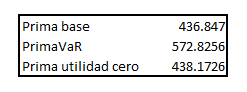 Prima base 436.847
PrimaVaR 572.8256
Prima utilidad cero 438.1726